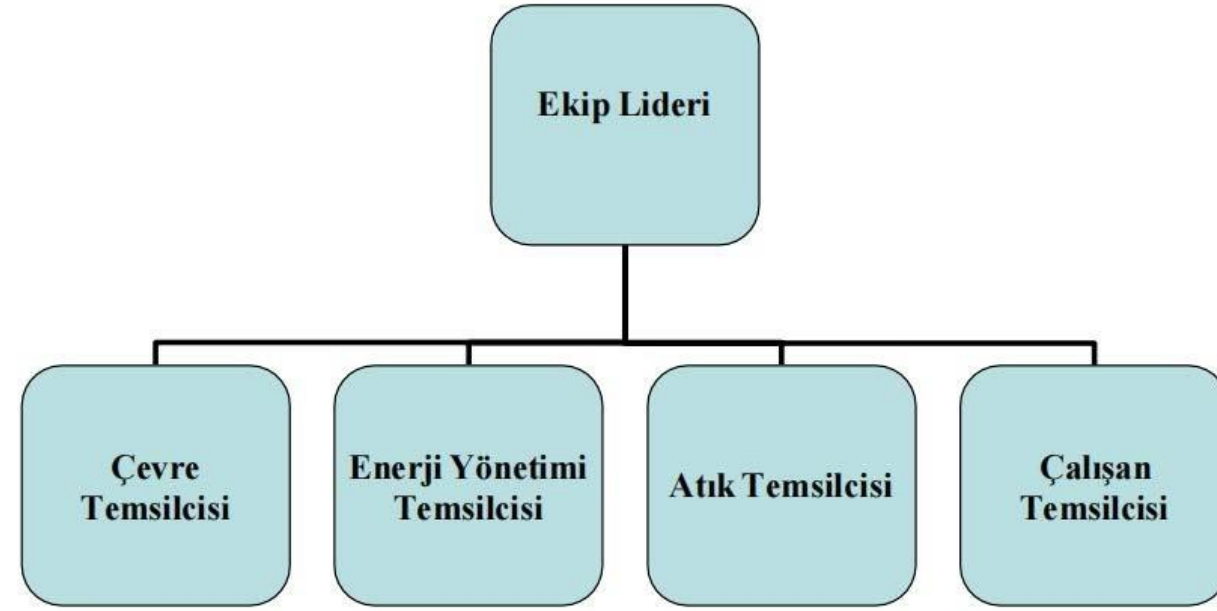 Ekip Lideri
Çevre
Temsilcisi
Enerji Yönetimi
Temsilcisi
Atık Temsilcisi
Çalışan
Temsilcisi